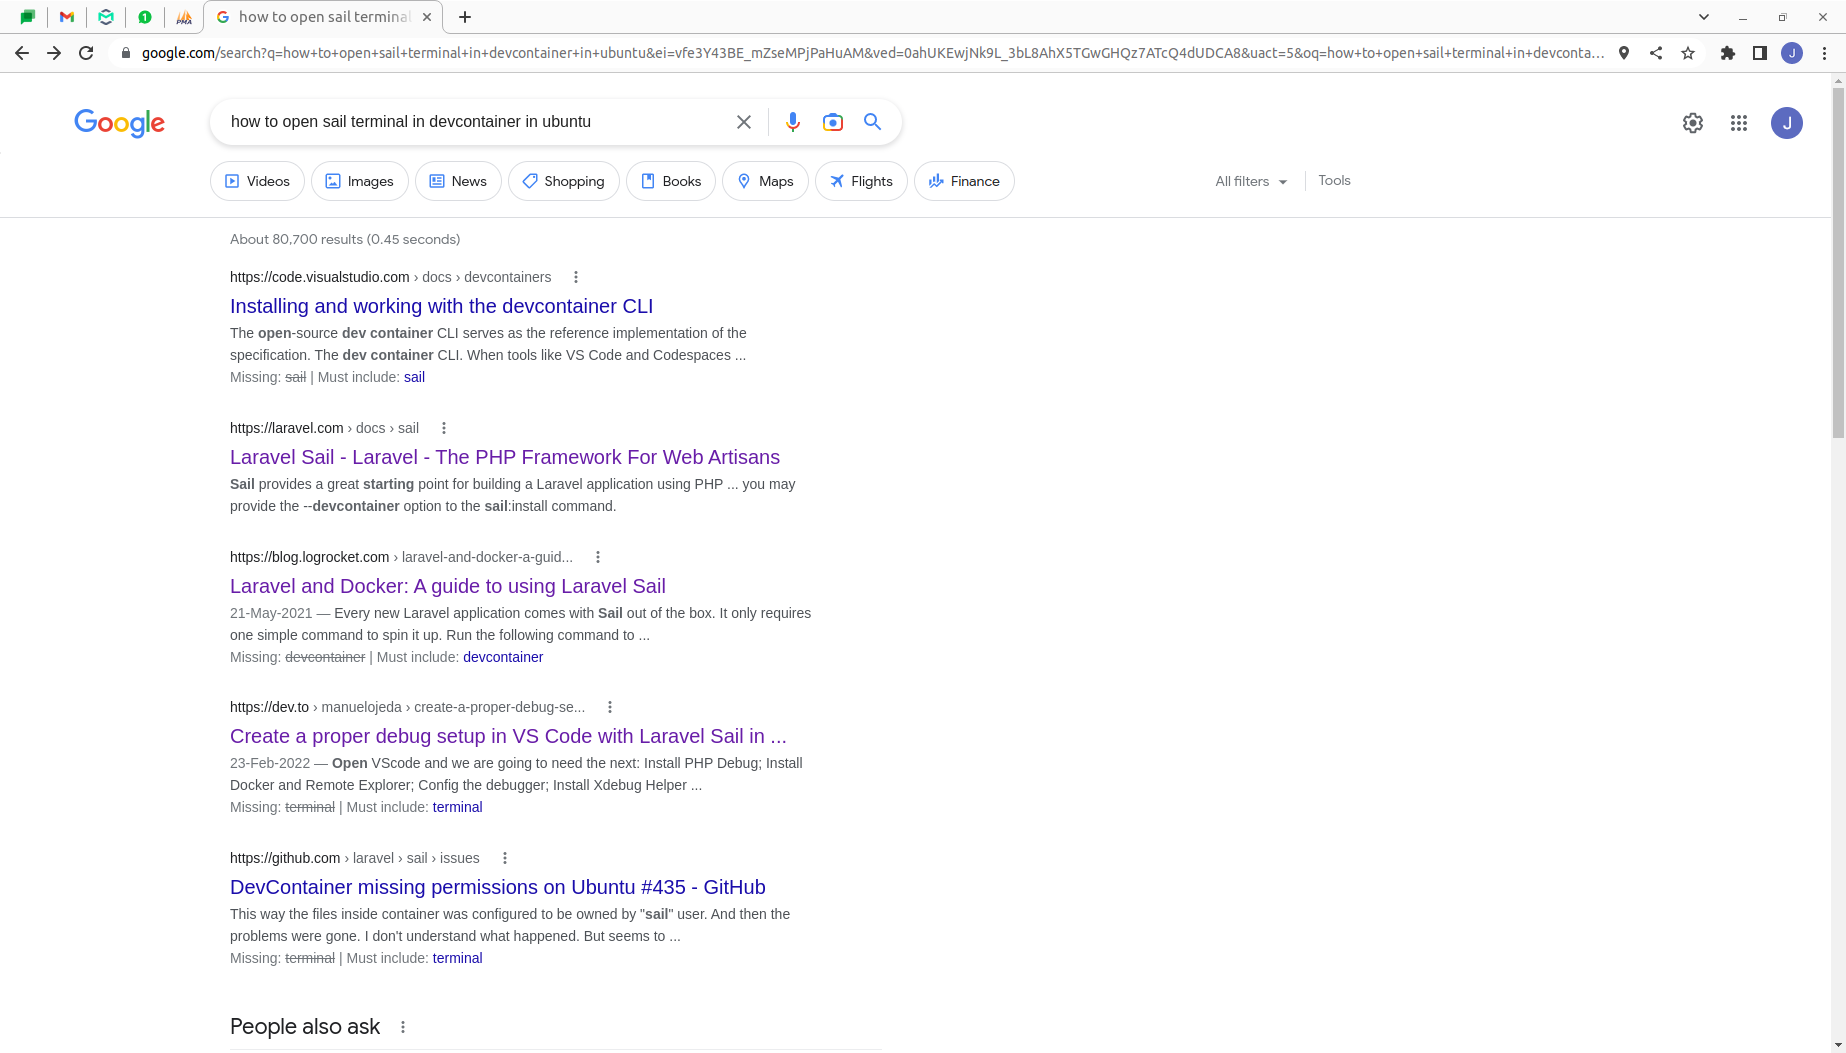 how to open sail terminal
google.com/search?q=how+to+open+sail+terminal+in+devcontainer+in+ubuntu&ei=vfe3Y43BE_mZseMPjPaHuAM&ved=0ahUKEwjNk9L_3bL8AhX5TGwGHQz7ATcQ4dUDCA8&uact=5&oq=how+to+open+sail+terminal+in+devconta...
J
Google
how to open sail terminal in devcontainer in ubuntu
J
Videos
Images
News
Shopping
Books
Maps
Flights
Finance
All filters
Tools
About 80,700 results (0.45 seconds)
https://code.visualstudio.com › docs › devcontainers
Installing and working with the devcontainer CLI
The open-source dev container CLI serves as the reference implementation of the
specification. The dev container CLI. When tools like VS Code and Codespaces ...
Missing: sail | Must include: sail
https://laravel.com › docs › sail
Laravel Sail - Laravel - The PHP Framework For Web Artisans
Sail provides a great starting point for building a Laravel application using PHP ... you may
provide the --devcontainer option to the sail:install command.
https://blog.logrocket.com › laravel-and-docker-a-guid...
Laravel and Docker: A guide to using Laravel Sail
21-May-2021 — Every new Laravel application comes with Sail out of the box. It only requires
one simple command to spin it up. Run the following command to ...
Missing: devcontainer | Must include: devcontainer
https://dev.to › manuelojeda › create-a-proper-debug-se...
Create a proper debug setup in VS Code with Laravel Sail in ...
23-Feb-2022 — Open VScode and we are going to need the next: Install PHP Debug; Install
Docker and Remote Explorer; Config the debugger; Install Xdebug Helper ...
Missing: terminal | Must include: terminal
https://github.com › laravel › sail › issues
DevContainer missing permissions on Ubuntu #435 - GitHub
This way the files inside container was configured to be owned by "sail" user. And then the
problems were gone. I don't understand what happened. But seems to ...
Missing: terminal | Must include: terminal
People also ask